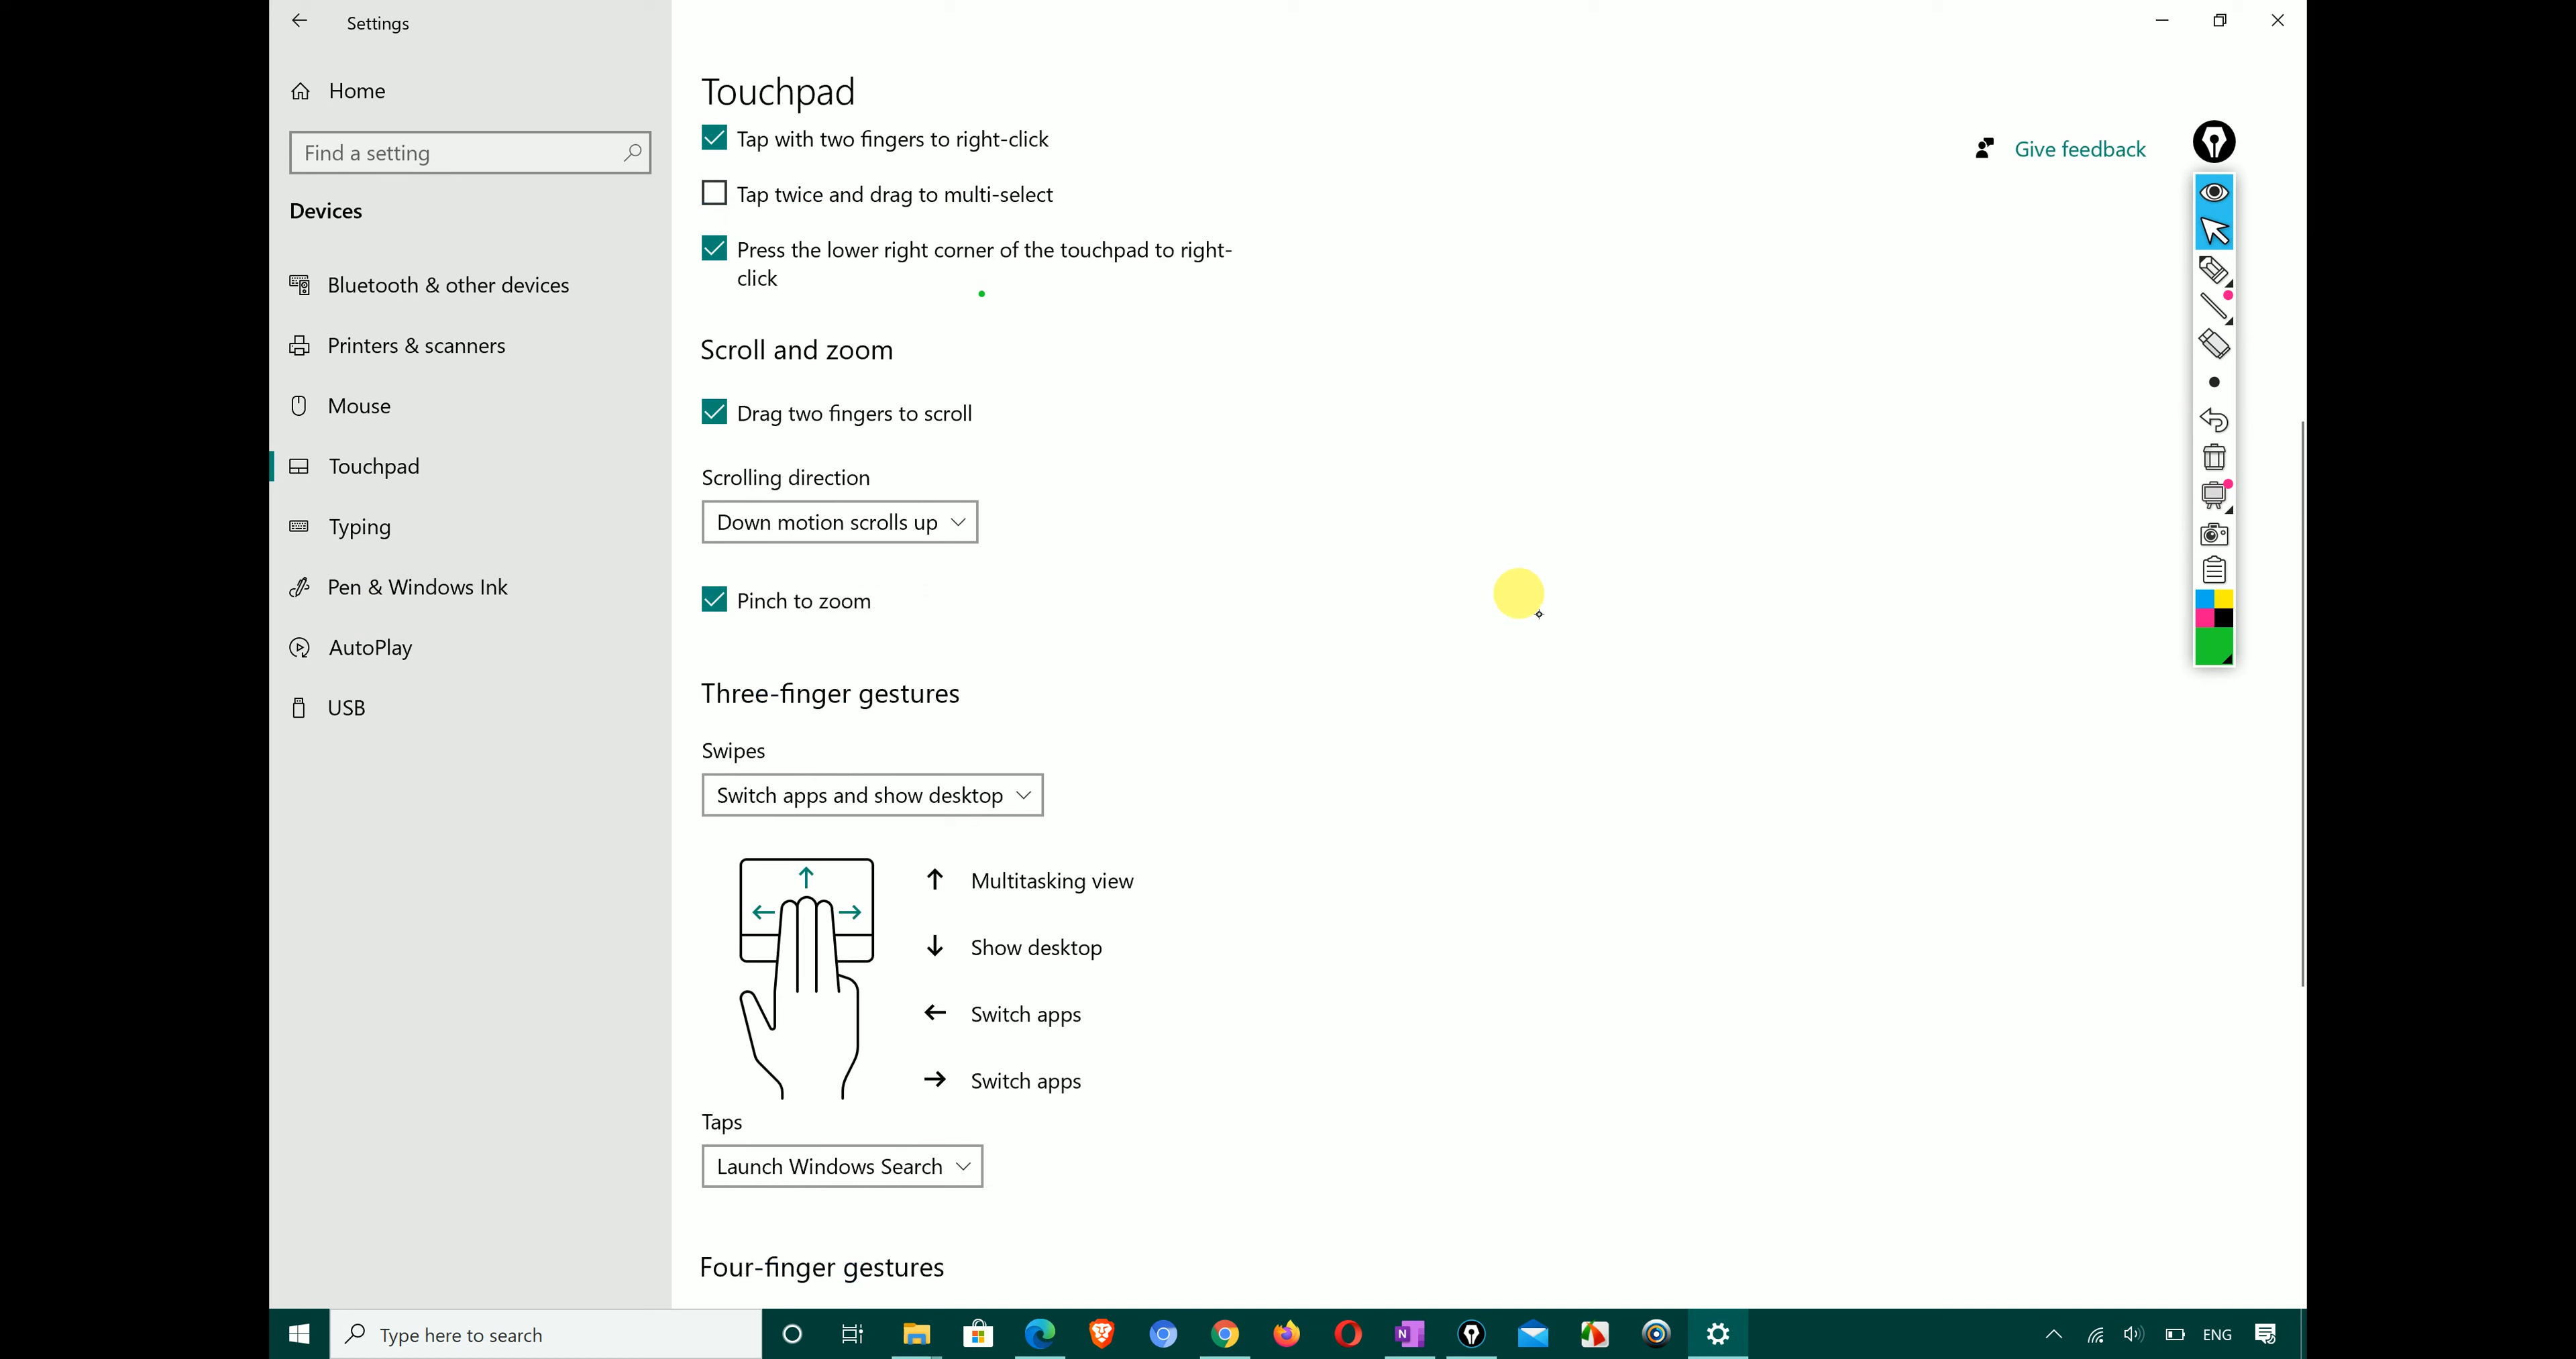 Settings
Home
Find a setting
Devices
Bluetooth & other devices
Printers & scanners
Mouse
Touchpad
Typing
Pen & Windows Ink
AutoPlay
USB
Touchpad
Tap with two fingers to right-click
Tap twice and drag to multi-select
Press the lower right corner of the touchpad to right-
click
Scroll and zoom
Drag two fingers to scroll
Scrolling direction
Down motion scrolls up
Pinch to zoom
Three-finger gestures
Swipes
Switch apps and show desktop
Multitasking view
Show desktop
Switch apps
Switch apps
Taps
Launch Windows Search
Four-finger gestures
Give feedback
Type here to search
N
ENG